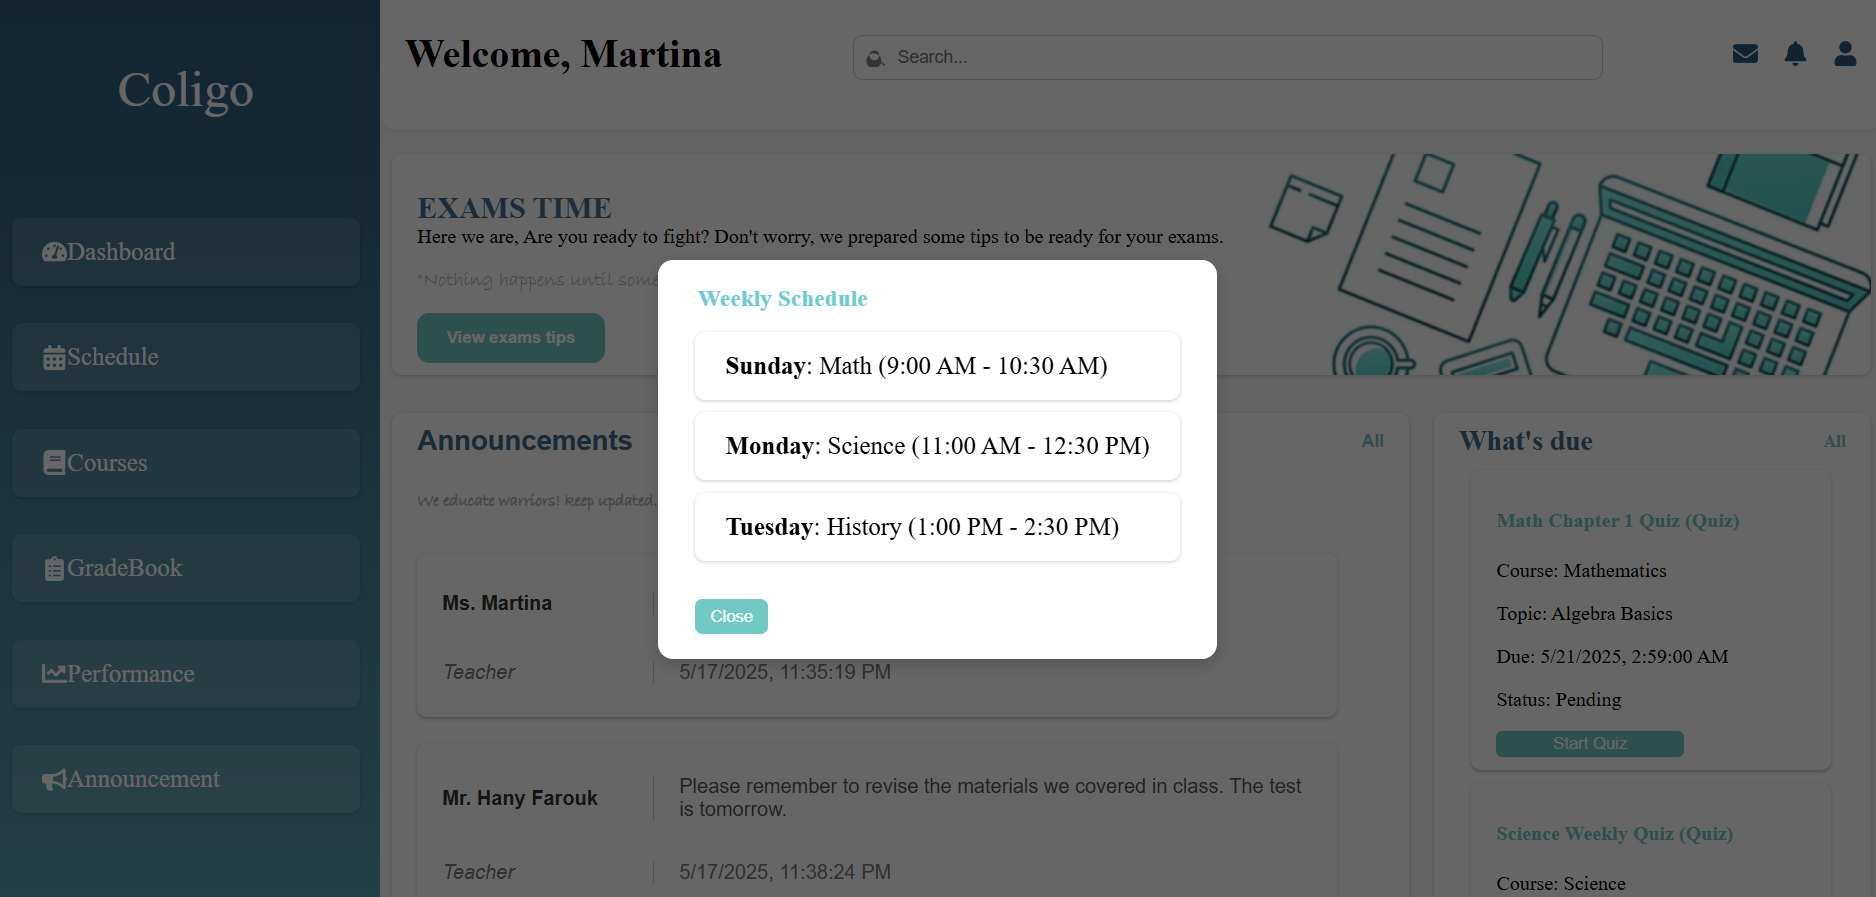 Coligo
Dashboard
Schedule
Courses
GradeBook
Performance
Announcement
Welcome, Martina
Search...
EXAMS TIME
Here we are, Are you ready to fight? Don't worry, we prepared some tips to be ready for your exams.
"Nothing happens until some
View exams tips
Weekly Schedule
Sunday: Math (9:00 AM - 10:30 AM)
Monday: Science (11:00 AM - 12:30 PM)
Tuesday: History (1:00 PM - 2:30 PM)
Close
Announcements
All
We educate warriors! keep updated.
Ms. Martina
Teacher
5/17/2025, 11:35:19 PM
Mr. Hany Farouk
Please remember to revise the materials we covered in class. The test
is tomorrow.
Teacher
5/17/2025, 11:38:24 PM
What's due
All
Math Chapter 1 Quiz (Quiz)
Course: Mathematics
Topic: Algebra Basics
Due: 5/21/2025, 2:59:00 AM
Status: Pending
Start Quiz
Science Weekly Quiz (Quiz)
Course: Science